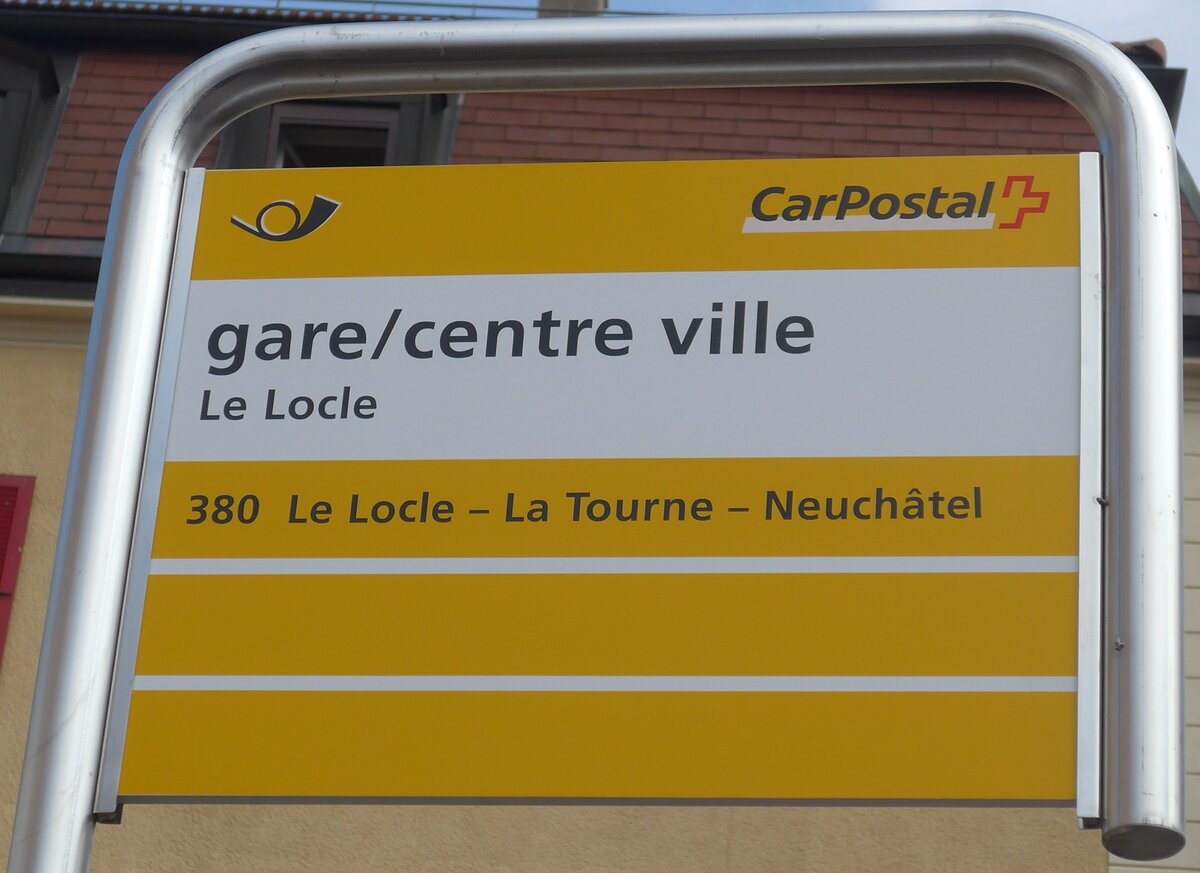 CarPostal
gare/centre ville
Le Locle
380 Le Locle – La Tourne – Neuchâtel